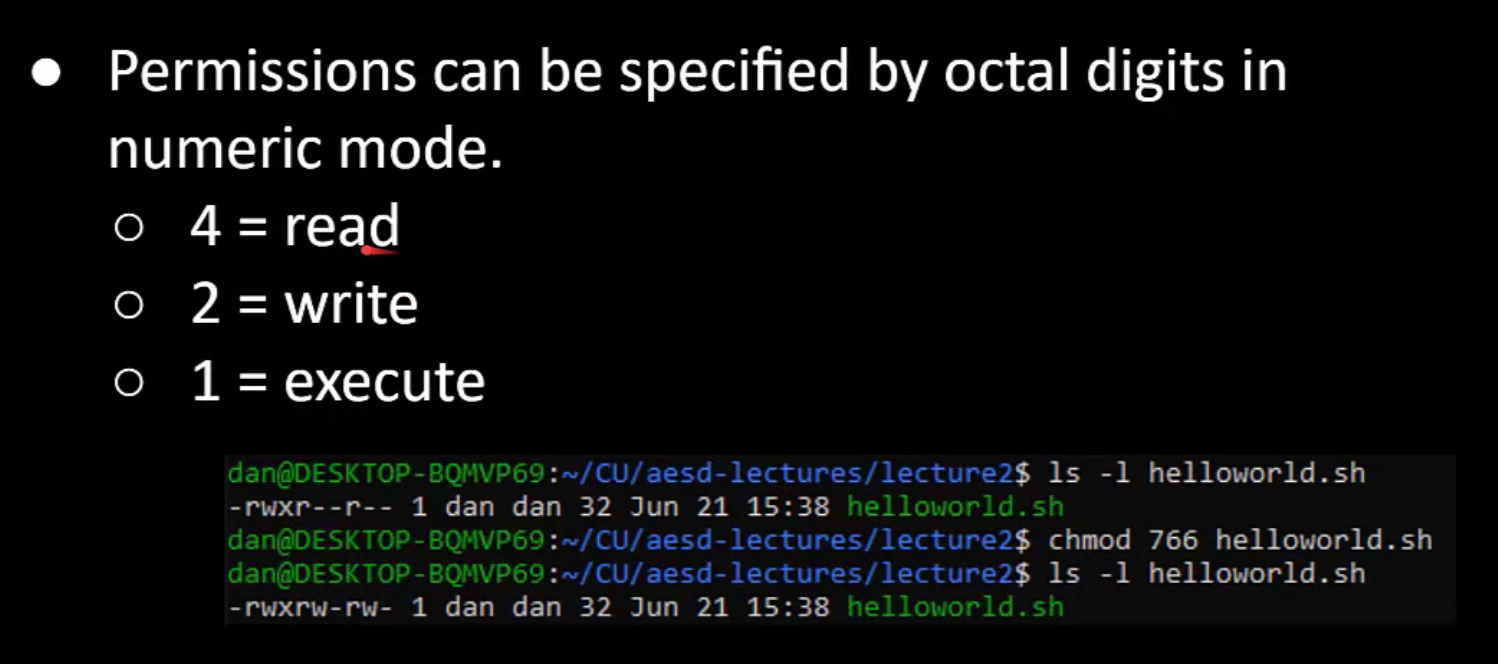 ● Permissions can be specified by octal digits in
numeric mode.
○ 4 = read
○ 2 = write
○ 1 = execute
dan@DESKTOP-BQMVP69:~/CU/aesd-lectures/lecture2$ ls -l helloworld.sh
-rwxr--r-- 1 dan dan 32 Jun 21 15:38 helloworld.sh
dan@DESKTOP-BQMVP69:~/CU/aesd-lectures/lecture2$ chmod 766 helloworld.sh
dan@DESKTOP-BQMVP69:~/CU/aesd-lectures/lecture2$ ls -l helloworld.sh
-rwxrw-rw- 1 dan dan 32 Jun 21 15:38 helloworld.sh